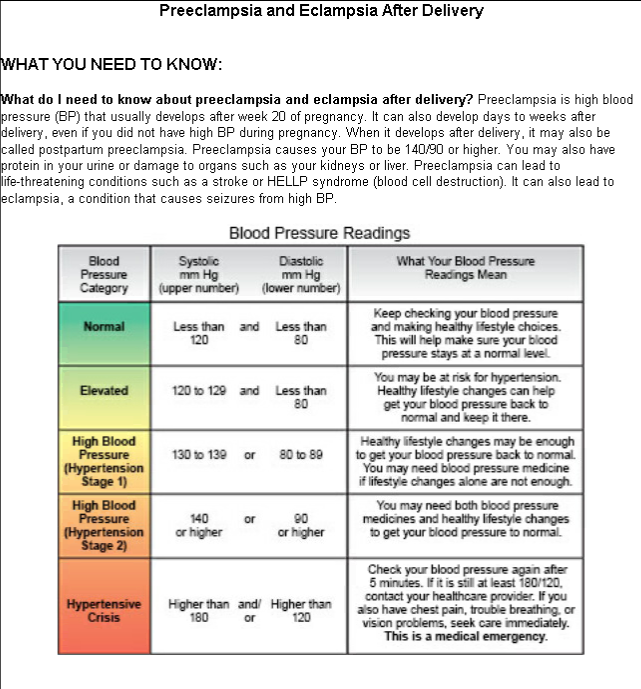 Preeclampsia and Eclampsia After Delivery
WHAT YOU NEED TO KNOW:
What do I need to know about preeclampsia and eclampsia after delivery? Preeclampsia is high blood
pressure (BP) that usually develops after week 20 of pregnancy. It can also develop days to weeks after
delivery, even if you did not have high BP during pregnancy. When it develops after delivery, it may also be
called postpartum preeclampsia. Preeclampsia causes your BP to be 140/90 or higher. You may also have
protein in your urine or damage to organs such as your kidneys or liver. Preeclampsia can lead to
life-threatening conditions such as a stroke or HELLP syndrome (blood cell destruction). It can also lead to
eclampsia, a condition that causes seizures from high BP.
Blood Pressure Readings
Blood
Pressure
Category
Systolic
mm Hg
(upper number)
Diastolic
mm Hg
(lower number)
What Your Blood Pressure
Readings Mean
Normal
Less than
120
and
Less than
80
Keep checking your blood pressure
and making healthy lifestyle choices.
This will help make sure your blood
pressure stays at a normal level.
Elevated
120 to 129
and
Less than
80
You may be at risk for hypertension.
Healthy lifestyle changes can help
get your blood pressure back to
normal and keep it there.
High Blood
Pressure
(Hypertension
Stage 1)
130 to 139
or
80 to 89
Healthy lifestyle changes may be enough
to get your blood pressure back to normal.
You may need blood pressure medicine
if lifestyle changes alone are not enough.
High Blood
Pressure
(Hypertension
Stage 2)
140
or higher
or
90
or higher
You may need both blood pressure
medicines and healthy lifestyle changes
to get your blood pressure to normal.
Hypertensive
Crisis
Higher than
180
and/
or
Higher than
120
Check your blood pressure again after
5 minutes. If it is still at least 180/120,
contact your healthcare provider. If you
also have chest pain, trouble breathing, or
vision problems, seek care immediately.
This is a medical emergency.